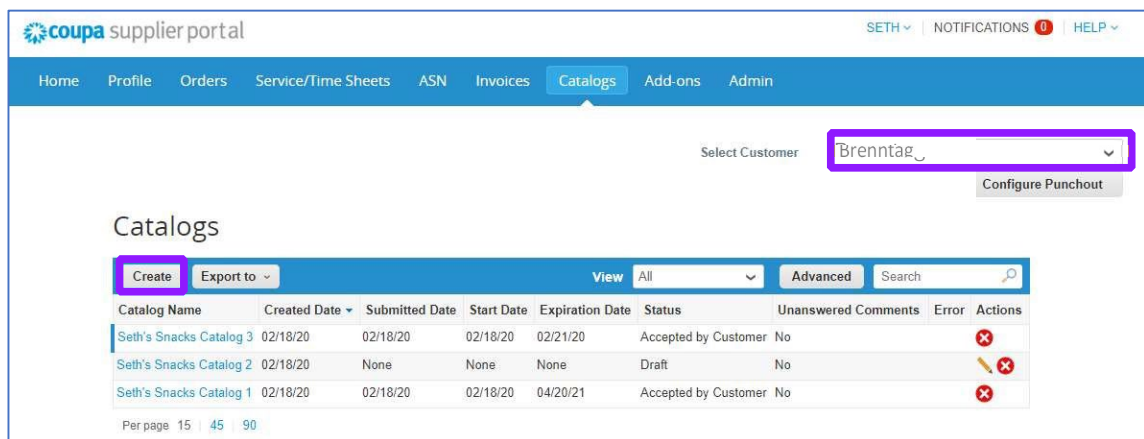 coupa supplier portal SETH NOTIFICATIONS 0 HELP
Home Profile Orders Service/Time Sheets ASN Invoices Catalogs Add-ons Admin
Select Customer Brenntag
Configure Punchout
Catalogs
Create Export to View All Advanced Search
Catalog Name Created Date Submitted Date Start Date Expiration Date Status Unanswered Comments Error Actions
Seth's Snacks Catalog 3 02/18/20 02/18/20 02/18/20 02/21/20 Accepted by Customer No
Seth's Snacks Catalog 2 02/18/20 None None None Draft No
Seth's Snacks Catalog 1 02/18/20 02/18/20 02/18/20 04/20/21 Accepted by Customer No
Per page 15 45 90